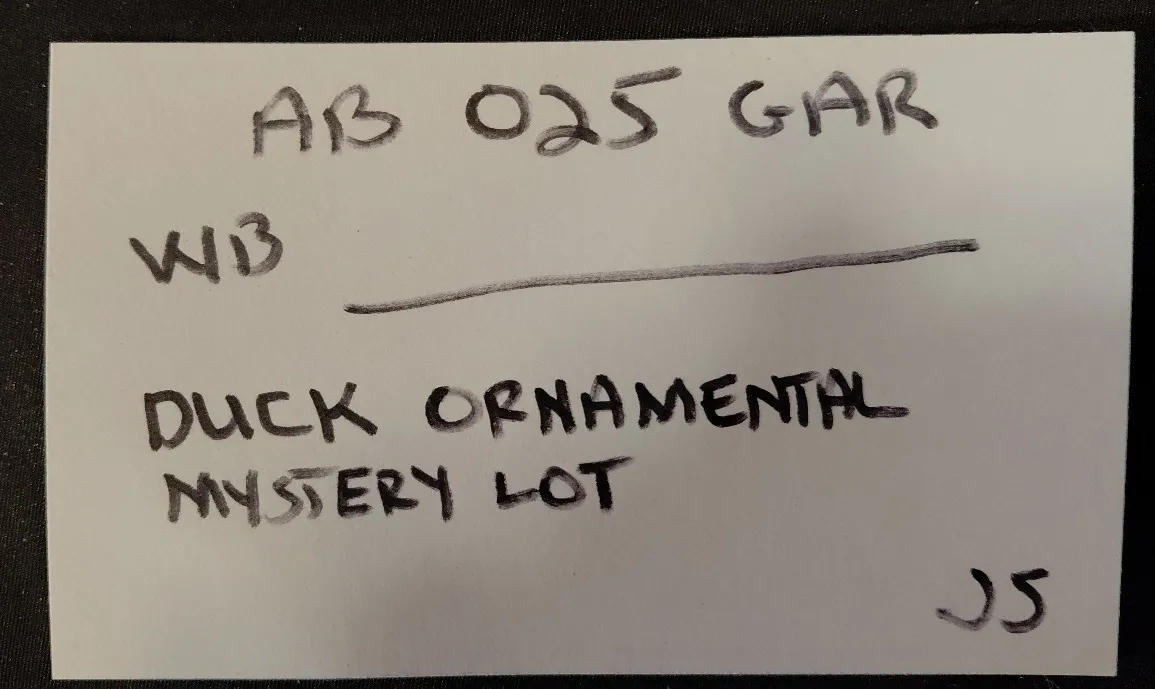 AB 025 GAR
WB
DUCK ORNAMENTAL
MYSTERY LOT
JS